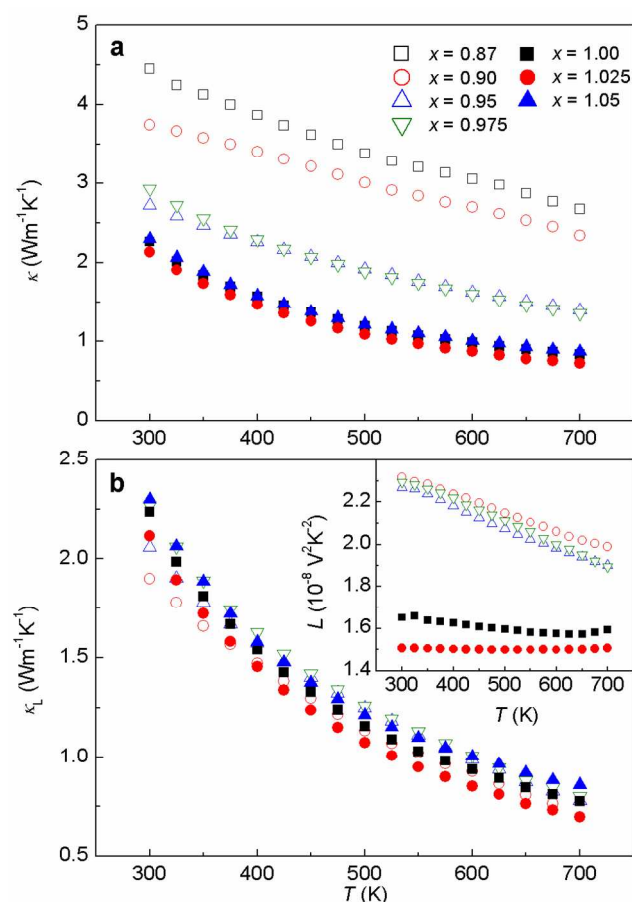 a
x = 0.87
x = 0.90
x = 0.95
x = 0.975
x = 1.00
x = 1.025
x = 1.05
5
4
3
2
1
0
κ (Wm⁻¹K⁻¹)
300 400 500 600 700
b
2.5
2.0
1.5
1.0
0.5
κL (Wm⁻¹K⁻¹)
2.2
2.0
1.8
1.6
1.4
L (10⁻⁸ V²K⁻²)
300 400 500 600 700
T (K)
300 400 500 600 700
T (K)